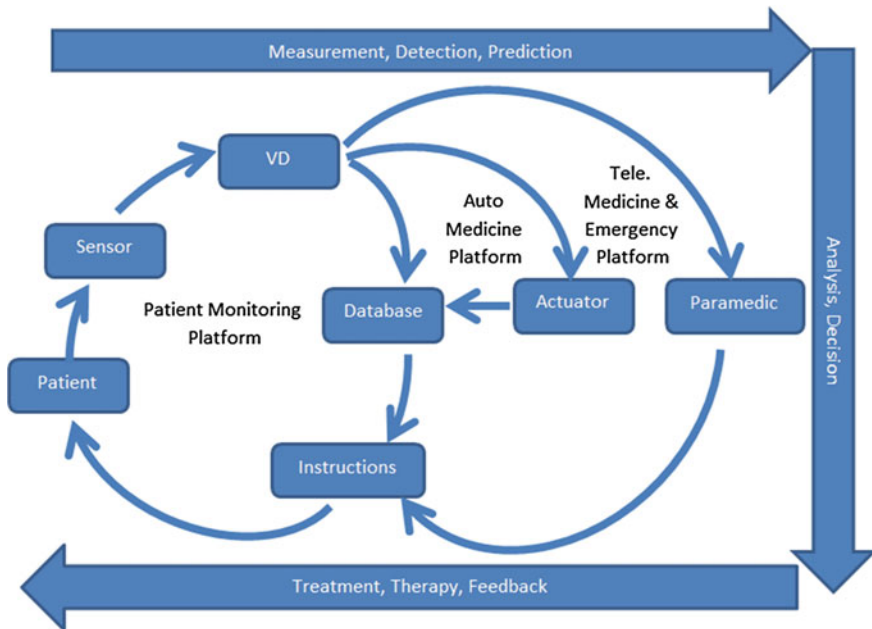 Measurement, Detection, Prediction
VD
Auto
Medicine
Platform
Tele.
Medicine &
Emergency
Platform
Sensor
Patient Monitoring
Platform
Database
Actuator
Paramedic
Analysis, Decision
Patient
Instructions
Treatment, Therapy, Feedback